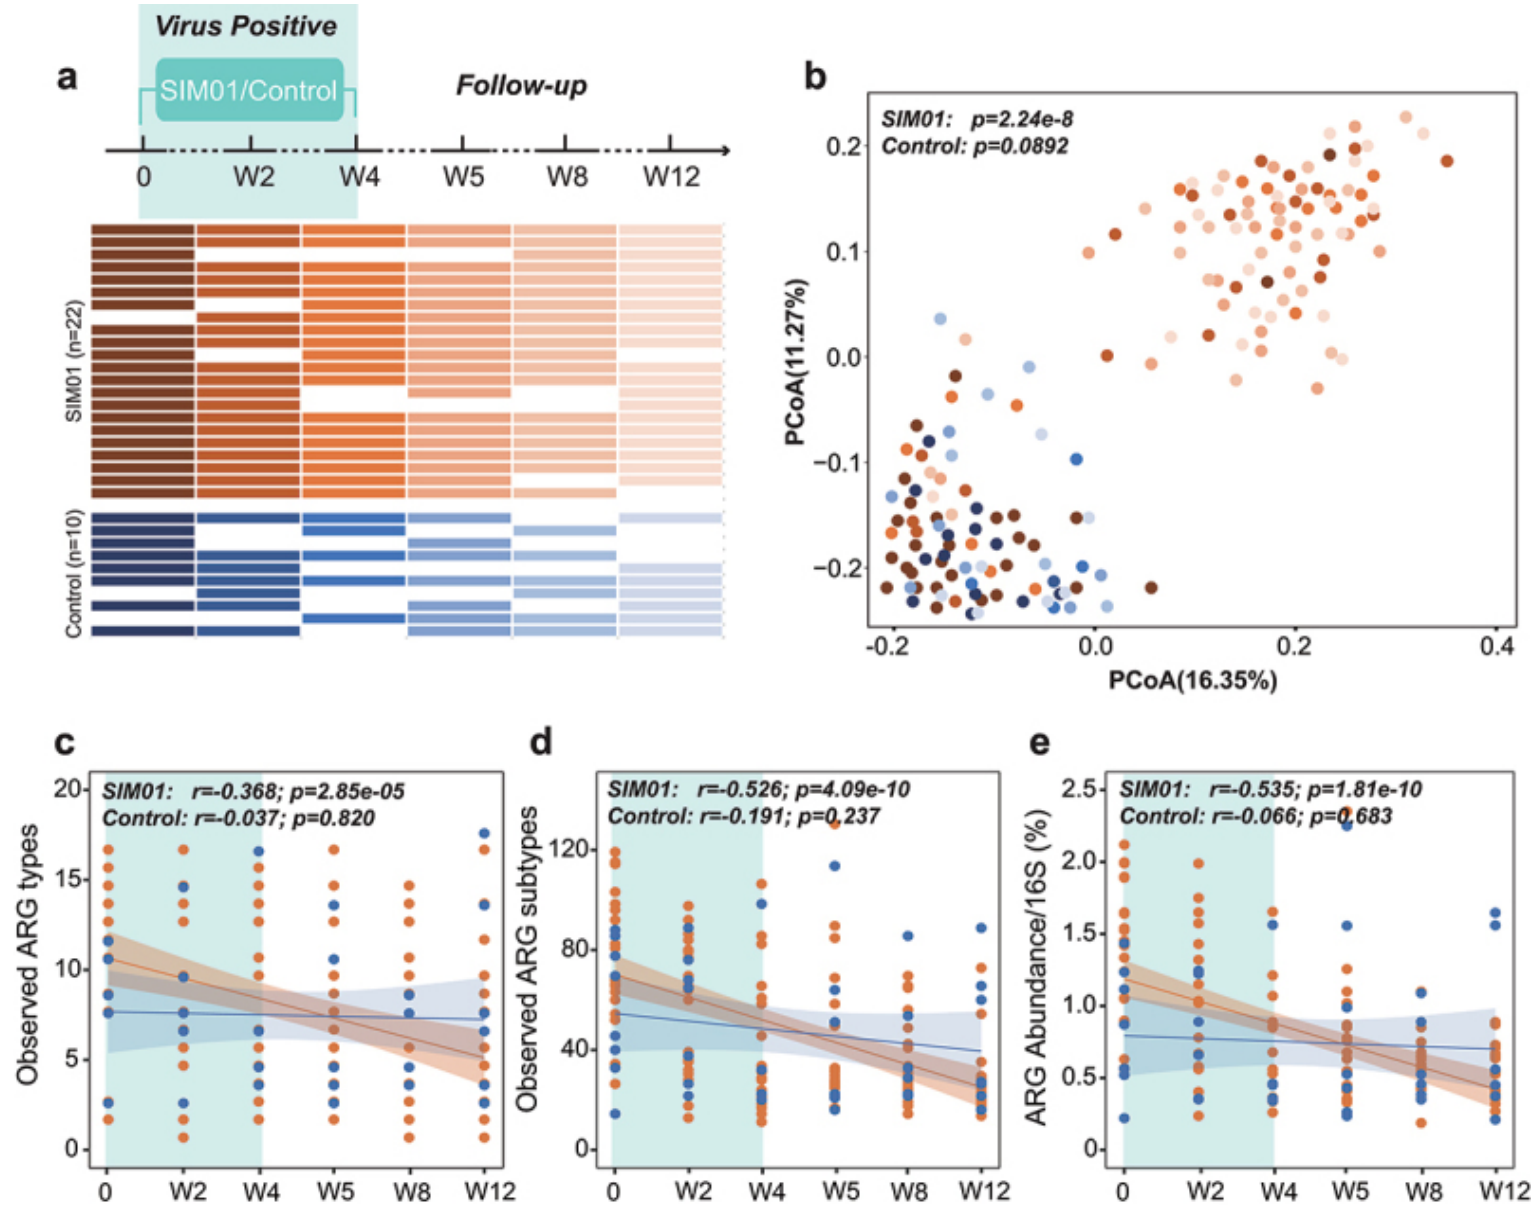 a
Virus Positive
SIM01/Control
Follow-up
0 W2 W4 W5 W8 W12
SIM01 (n=22)
Control (n=10)
b
SIM01: p=2.24e-8
Control: p=0.0892
PCoA(11.27%)
0.2
0.1
0.0
−0.1
−0.2
-0.2 0.0 0.2 0.4
PCoA(16.35%)
c
SIM01: r=-0.368; p=2.85e-05
Control: r=-0.037; p=0.820
Observed ARG types
20
15
10
5
0
0 W2 W4 W5 W8 W12
d
SIM01: r=-0.526; p=4.09e-10
Control: r=-0.191; p=0.237
Observed ARG subtypes
120
80
40
0
0 W2 W4 W5 W8 W12
e
SIM01: r=-0.535; p=1.81e-10
Control: r=-0.066; p=0.683
ARG Abundance/16S (%)
2.5
2.0
1.5
1.0
0.5
0
0 W2 W4 W5 W8 W12